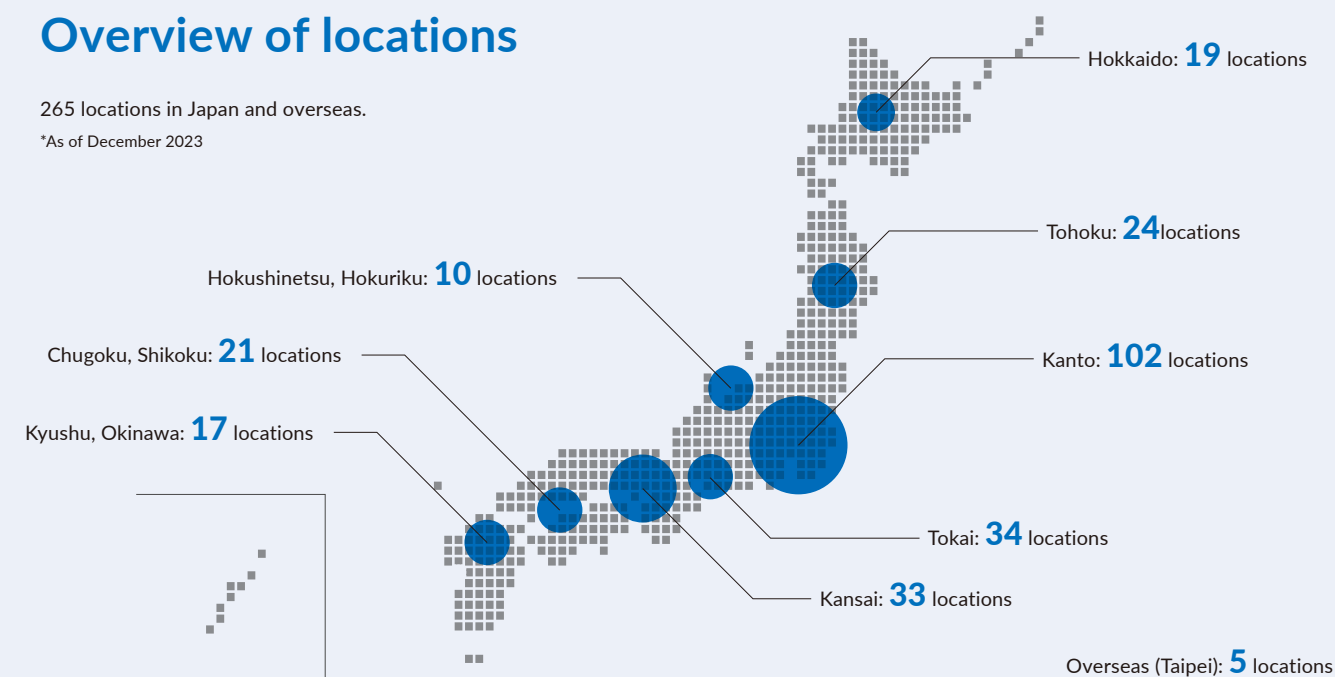 Overview of locations
265 locations in Japan and overseas.
*As of December 2023
Hokkaido: 19 locations
Tohoku: 24locations
Hokushinetsu, Hokuriku: 10 locations
Chugoku, Shikoku: 21 locations
Kanto: 102 locations
Kyushu, Okinawa: 17 locations
Tokai: 34 locations
Kansai: 33 locations
Overseas (Taipei): 5 locations